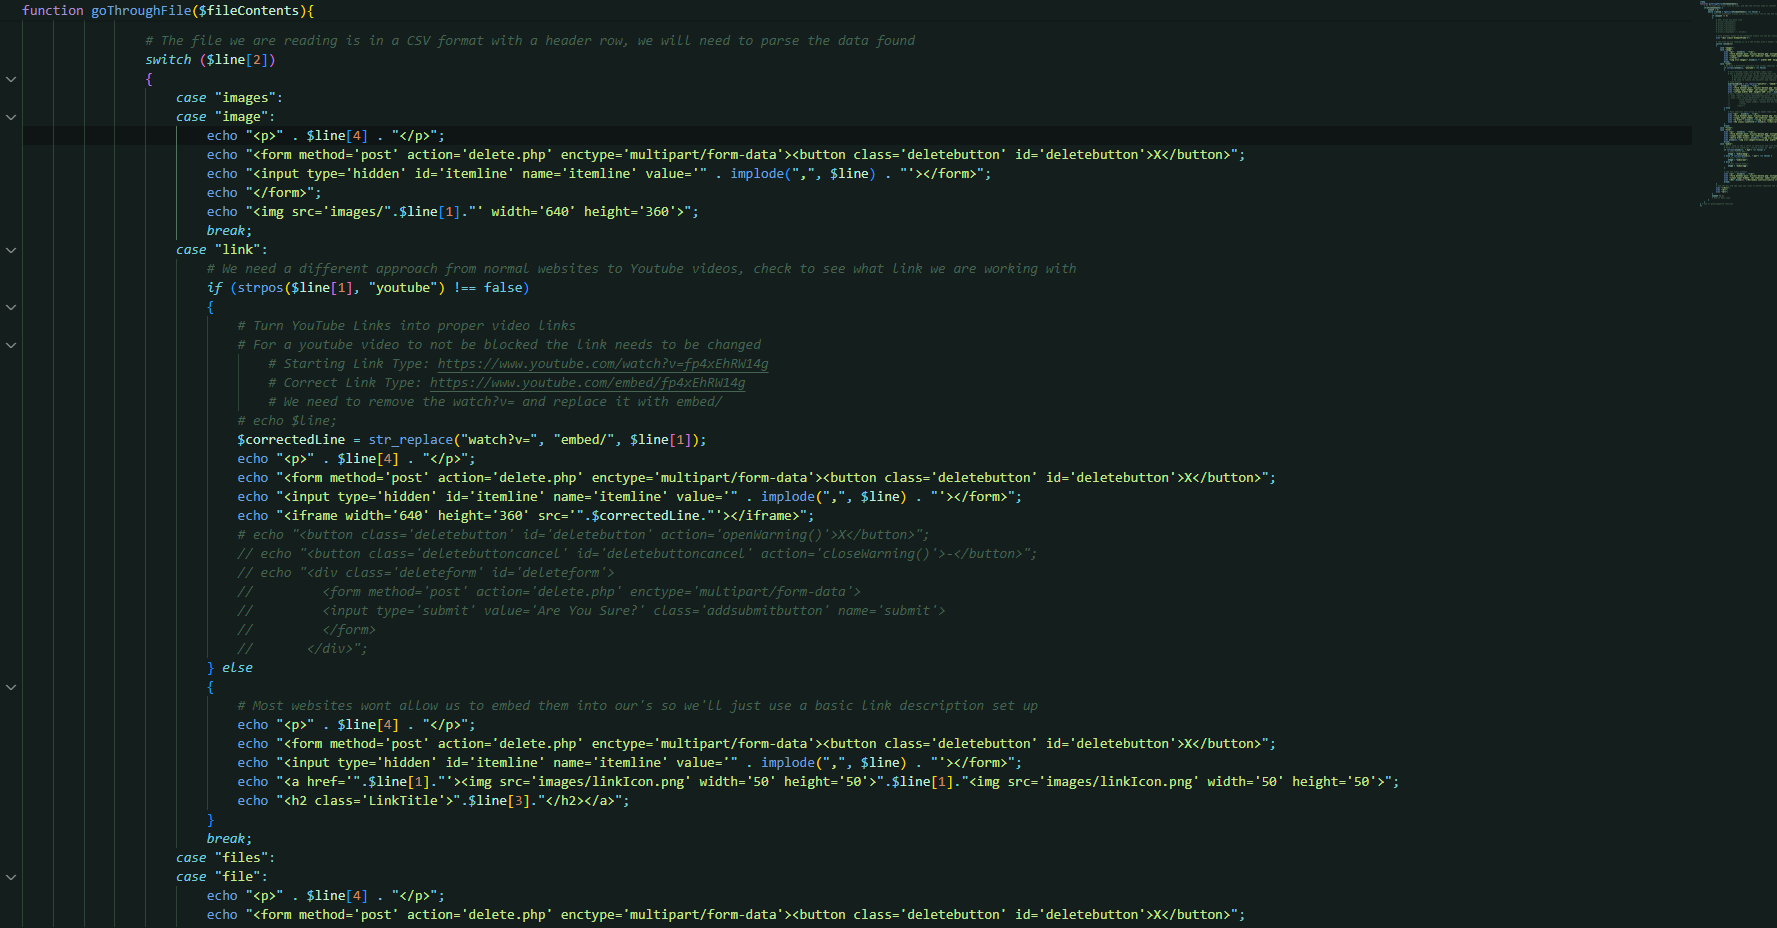 function goThroughFile($fileContents){
# The file we are reading is in a CSV format with a header row, we will need to parse the data found
switch ($line[2])
{
case "images":
case "image":
echo "<p>" . $line[4] . "</p>";
echo "<form method='post' action='delete.php' enctype='multipart/form-data'><button class='deletebutton' id='deletebutton'>X</button>";
echo "<input type='hidden' id='itemline' name='itemline' value='" . implode(",", $line) . "'></form>";
echo "</form>";
echo "<img src='images/".$line[1]."' width='640' height='360'>";
break;
case "link":
# We need a different approach from normal websites to Youtube videos, check to see what link we are working with
if (strpos($line[1], "youtube") !== false)
{
# Turn YouTube Links into proper video links
# For a youtube video to not be blocked the link needs to be changed
# Starting Link Type: https://www.youtube.com/watch?v=fp4xEhRW14g
# Correct Link Type: https://www.youtube.com/embed/fp4xEhRW14g
# We need to remove the watch?v= and replace it with embed/
# echo $line;
$correctedLine = str_replace("watch?v=", "embed/", $line[1]);
echo "<p>" . $line[4] . "</p>";
echo "<form method='post' action='delete.php' enctype='multipart/form-data'><button class='deletebutton' id='deletebutton'>X</button>";
echo "<input type='hidden' id='itemline' name='itemline' value='" . implode(",", $line) . "'></form>";
echo "<iframe width='640' height='360' src='".$correctedLine."'></iframe>";
# echo "<button class='deletebutton' id='deletebutton' action='openWarning()'>X</button>";
// echo "<button class='deletebuttoncancel' id='deletebuttoncancel' action='closeWarning()'>-</button>";
// echo "<div class='deleteform' id='deleteform'>
// <form method='post' action='delete.php' enctype='multipart/form-data'>
// <input type='submit' value='Are You Sure?' class='addsubmitbutton' name='submit'>
// </form>
// </div>";
} else
{
# Most websites wont allow us to embed them into our's so we'll just use a basic link description set up
echo "<p>" . $line[4] . "</p>";
echo "<form method='post' action='delete.php' enctype='multipart/form-data'><button class='deletebutton' id='deletebutton'>X</button>";
echo "<input type='hidden' id='itemline' name='itemline' value='" . implode(",", $line) . "'></form>";
echo "<a href='".$line[1]."'><img src='images/linkIcon.png' width='50' height='50'>".$line[1]."<img src='images/linkIcon.png' width='50' height='50'>";
echo "<h2 class='LinkTitle'>".$line[3]."</h2></a>";
}
break;
case "files":
case "file":
echo "<p>" . $line[4] . "</p>";
echo "<form method='post' action='delete.php' enctype='multipart/form-data'><button class='deletebutton' id='deletebutton'>X</button>";